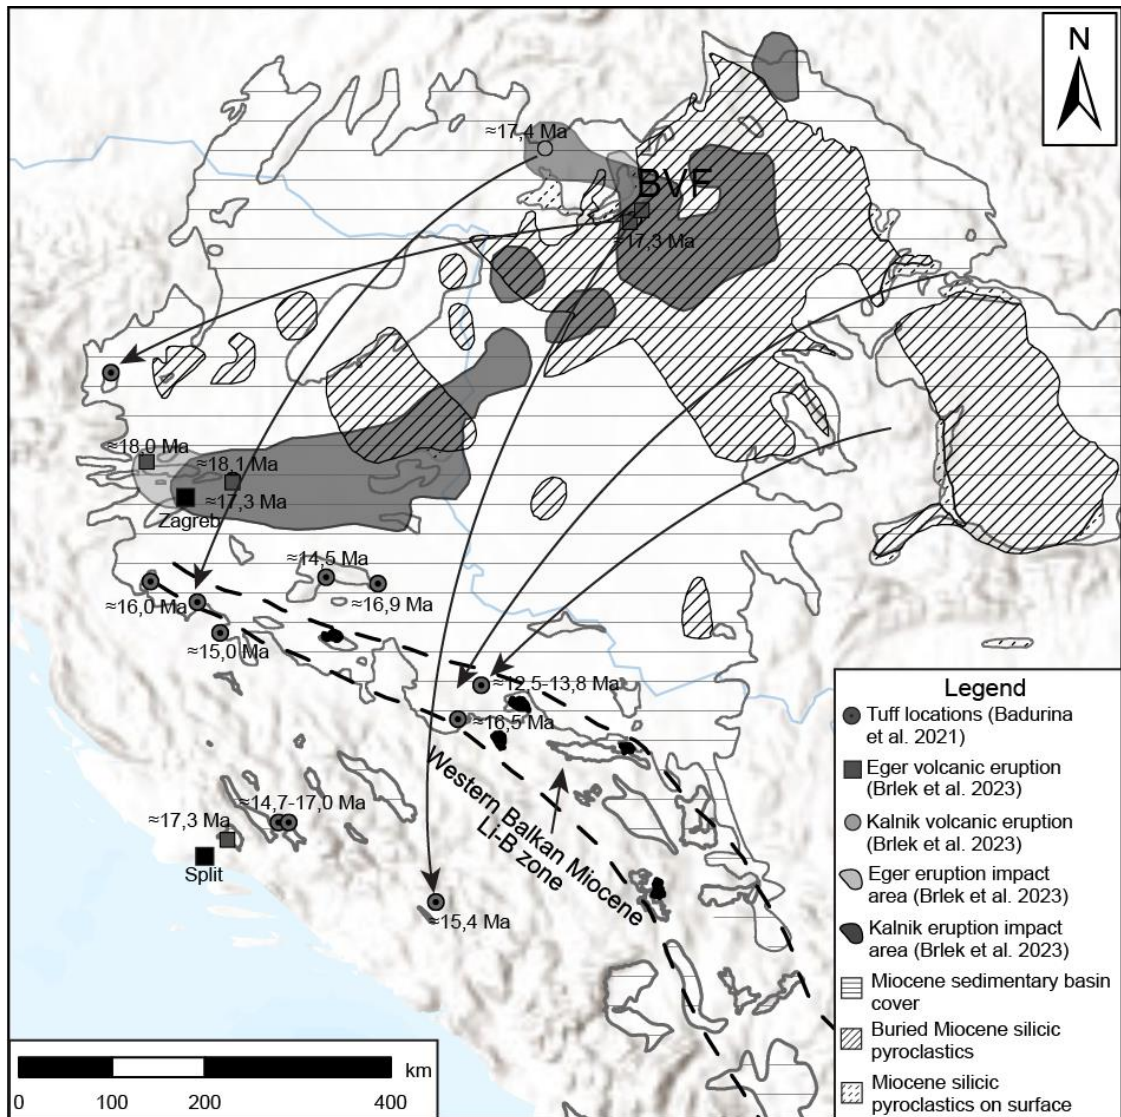 N
≈17,4 Ma
BVF
≈17,3 Ma
≈18,0 Ma
≈18,1 Ma
≈17,3 Ma
Zagreb
≈14,5 Ma
≈16,9 Ma
≈16,0 Ma
≈15,0 Ma
≈12,5-13,8 Ma
≈16,5 Ma
Western Balkan Miocene
Li-B zone
≈14,7-17,0 Ma
≈17,3 Ma
Split
≈15,4 Ma
Legend
Tuff locations (Badurina
et al. 2021)
Eger volcanic eruption
(Brlek et al. 2023)
Kalnik volcanic eruption
(Brlek et al. 2023)
Eger eruption impact
area (Brlek et al. 2023)
Kalnik eruption impact
area (Brlek et al. 2023)
Miocene sedimentary basin
cover
Buried Miocene silicic
pyroclastics
Miocene silicic
pyroclastics on surface
km
0 100 200 400